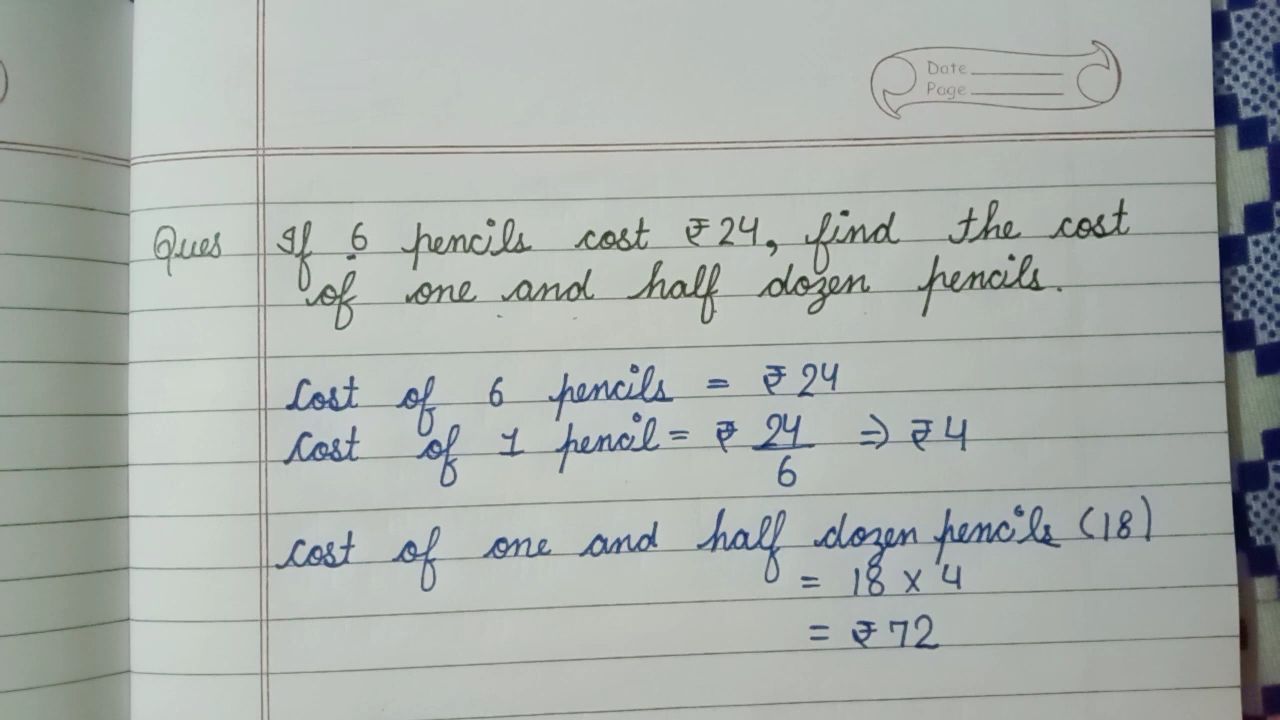 Date
Page
Ques If 6 pencils cost ₹24, find the cost
of one and half dozen pencils.
Cost of 6 pencils = ₹24
Cost of 1 pencil = ₹ 24/6 ⇒ ₹4
Cost of one and half dozen pencils (18)
= 18 × 4
= ₹72